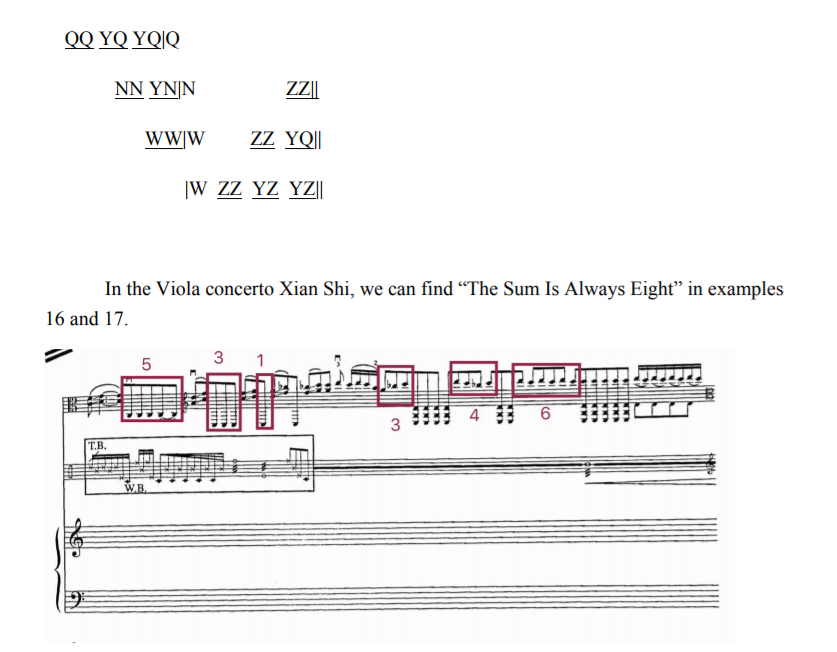 QQ YQ YQ|Q
NN YN|N ZZ||
WW|W ZZ YQ||
|W ZZ YZ YZ||
In the Viola concerto Xian Shi, we can find “The Sum Is Always Eight” in examples
16 and 17.
5 3 1
3 4 6
T.B.
W.B.